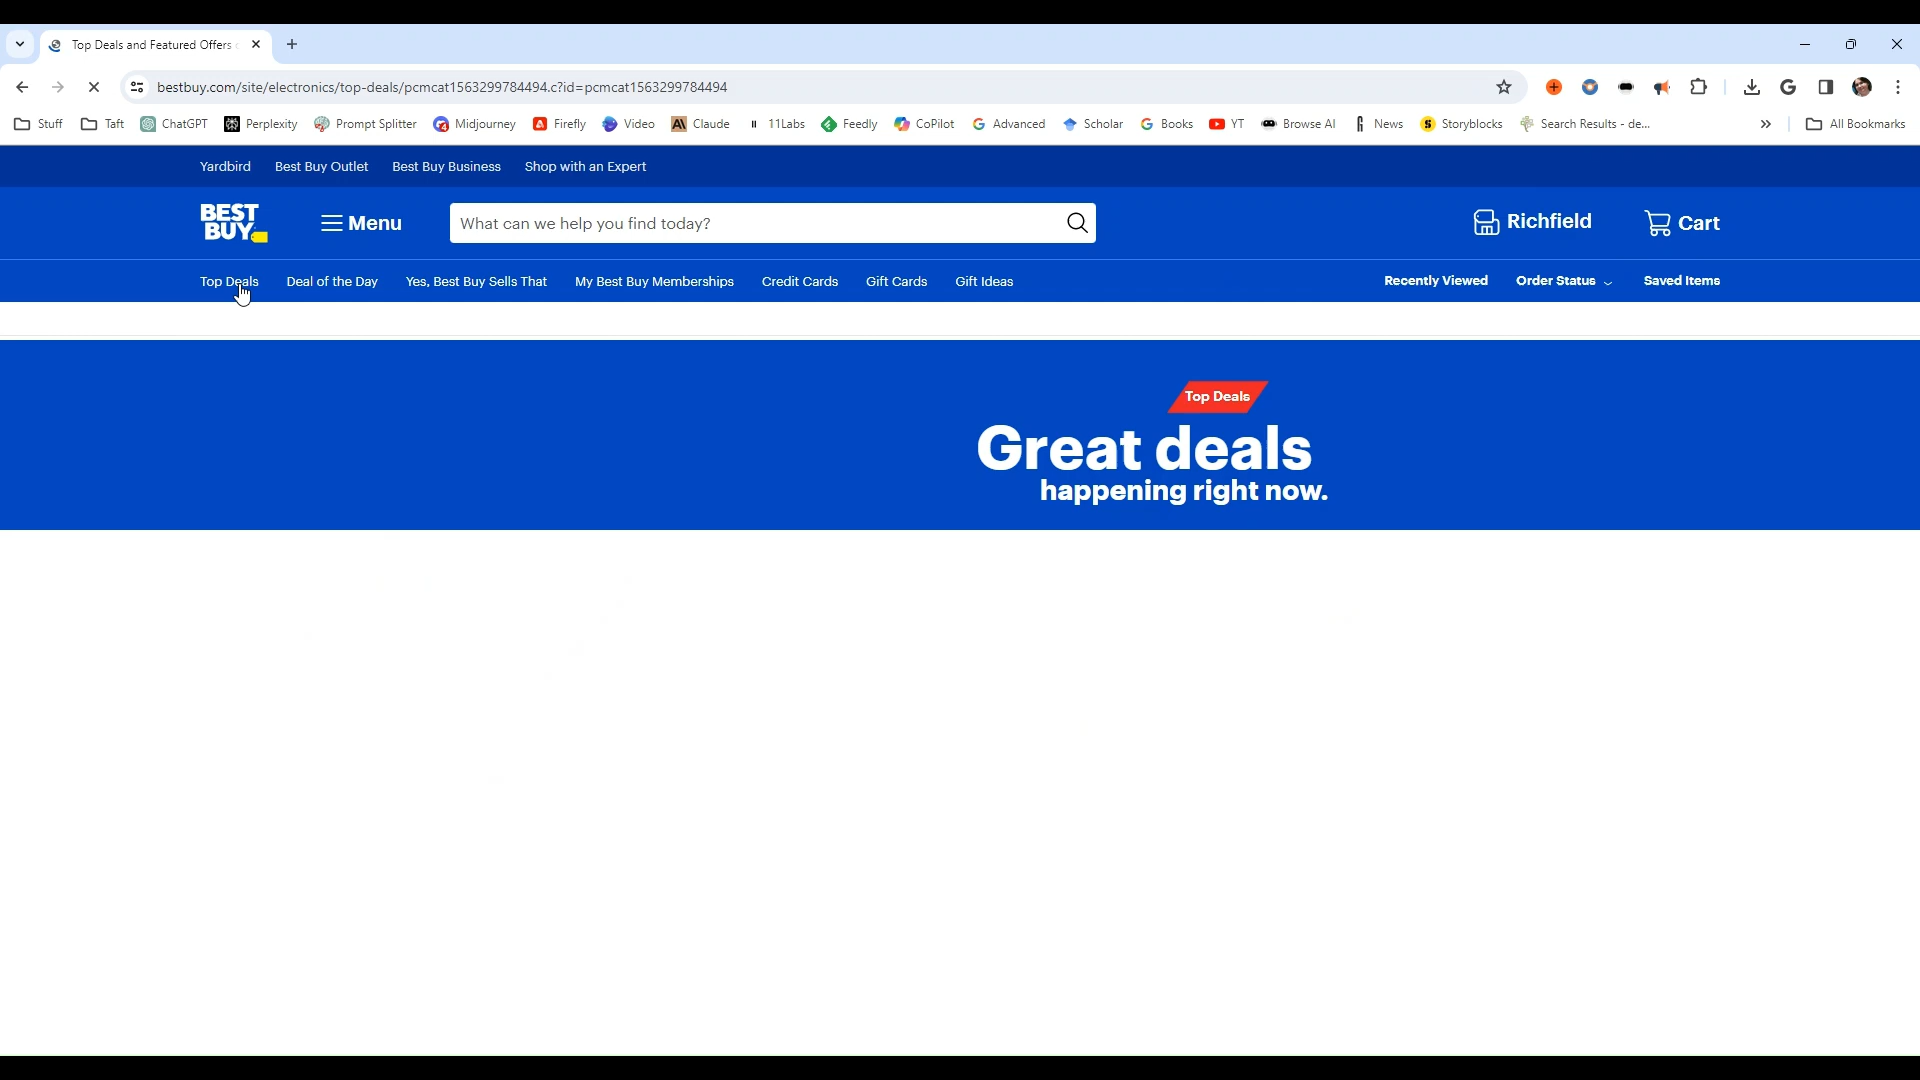 Top Deals and Featured Offers
bestbuy.com/site/electronics/top-deals/pcmcat1563299784494.c?id=pcmcat1563299784494
Stuff Taft ChatGPT Perplexity Prompt Splitter Midjourney Firefly Video Claude 11Labs Feedly CoPilot Advanced Scholar Books YT Browse AI News Storyblocks Search Results - de... » All Bookmarks
Yardbird Best Buy Outlet Best Buy Business Shop with an Expert
BEST
BUY
Menu What can we help you find today? Richfield Cart
Top Deals Deal of the Day Yes, Best Buy Sells That My Best Buy Memberships Credit Cards Gift Cards Gift Ideas Recently Viewed Order Status Saved Items
Top Deals
Great deals
happening right now.